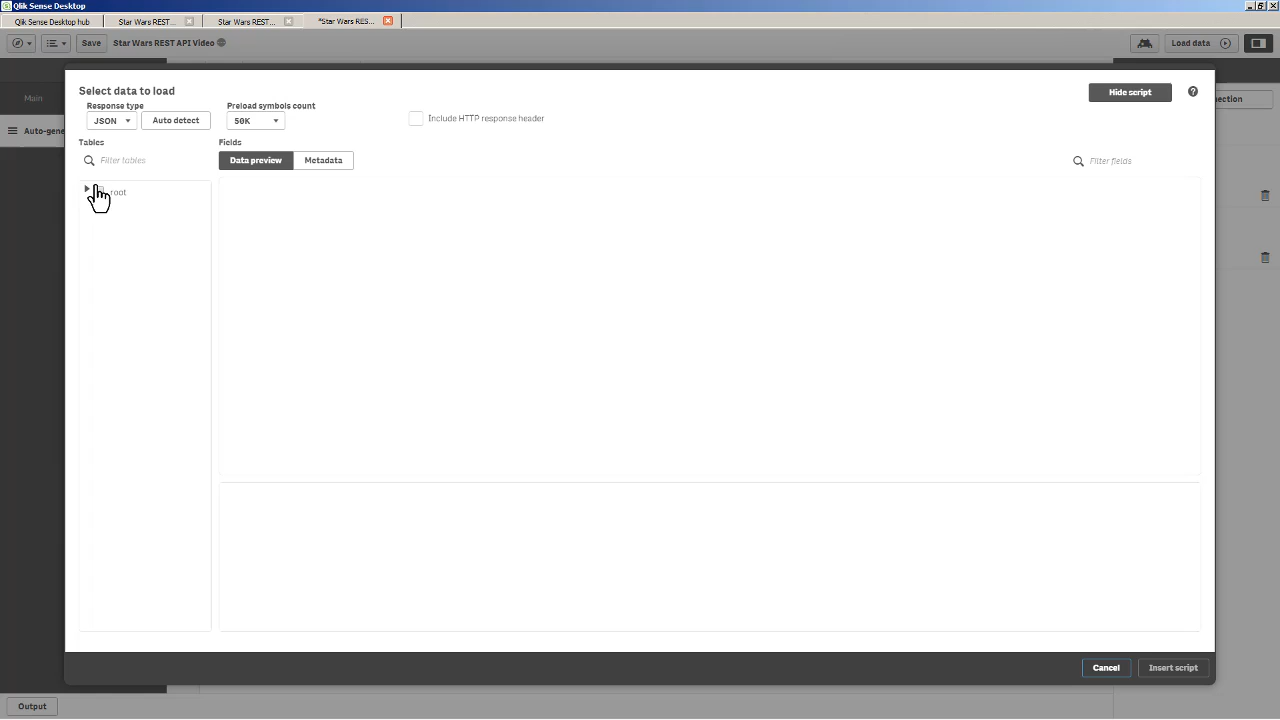 Qlik Sense Desktop
Qlik Sense Desktop hub
Star Wars REST...
Star Wars REST...
*Star Wars RES...
Save
Star Wars REST API Video
Load data
Main
Auto-gene
nection
Select data to load
Hide script
Response type
Preload symbols count
JSON
Auto detect
50K
Include HTTP response header
Tables
Fields
Filter tables
Data preview
Metadata
Filter fields
root
Cancel
Insert script
Output